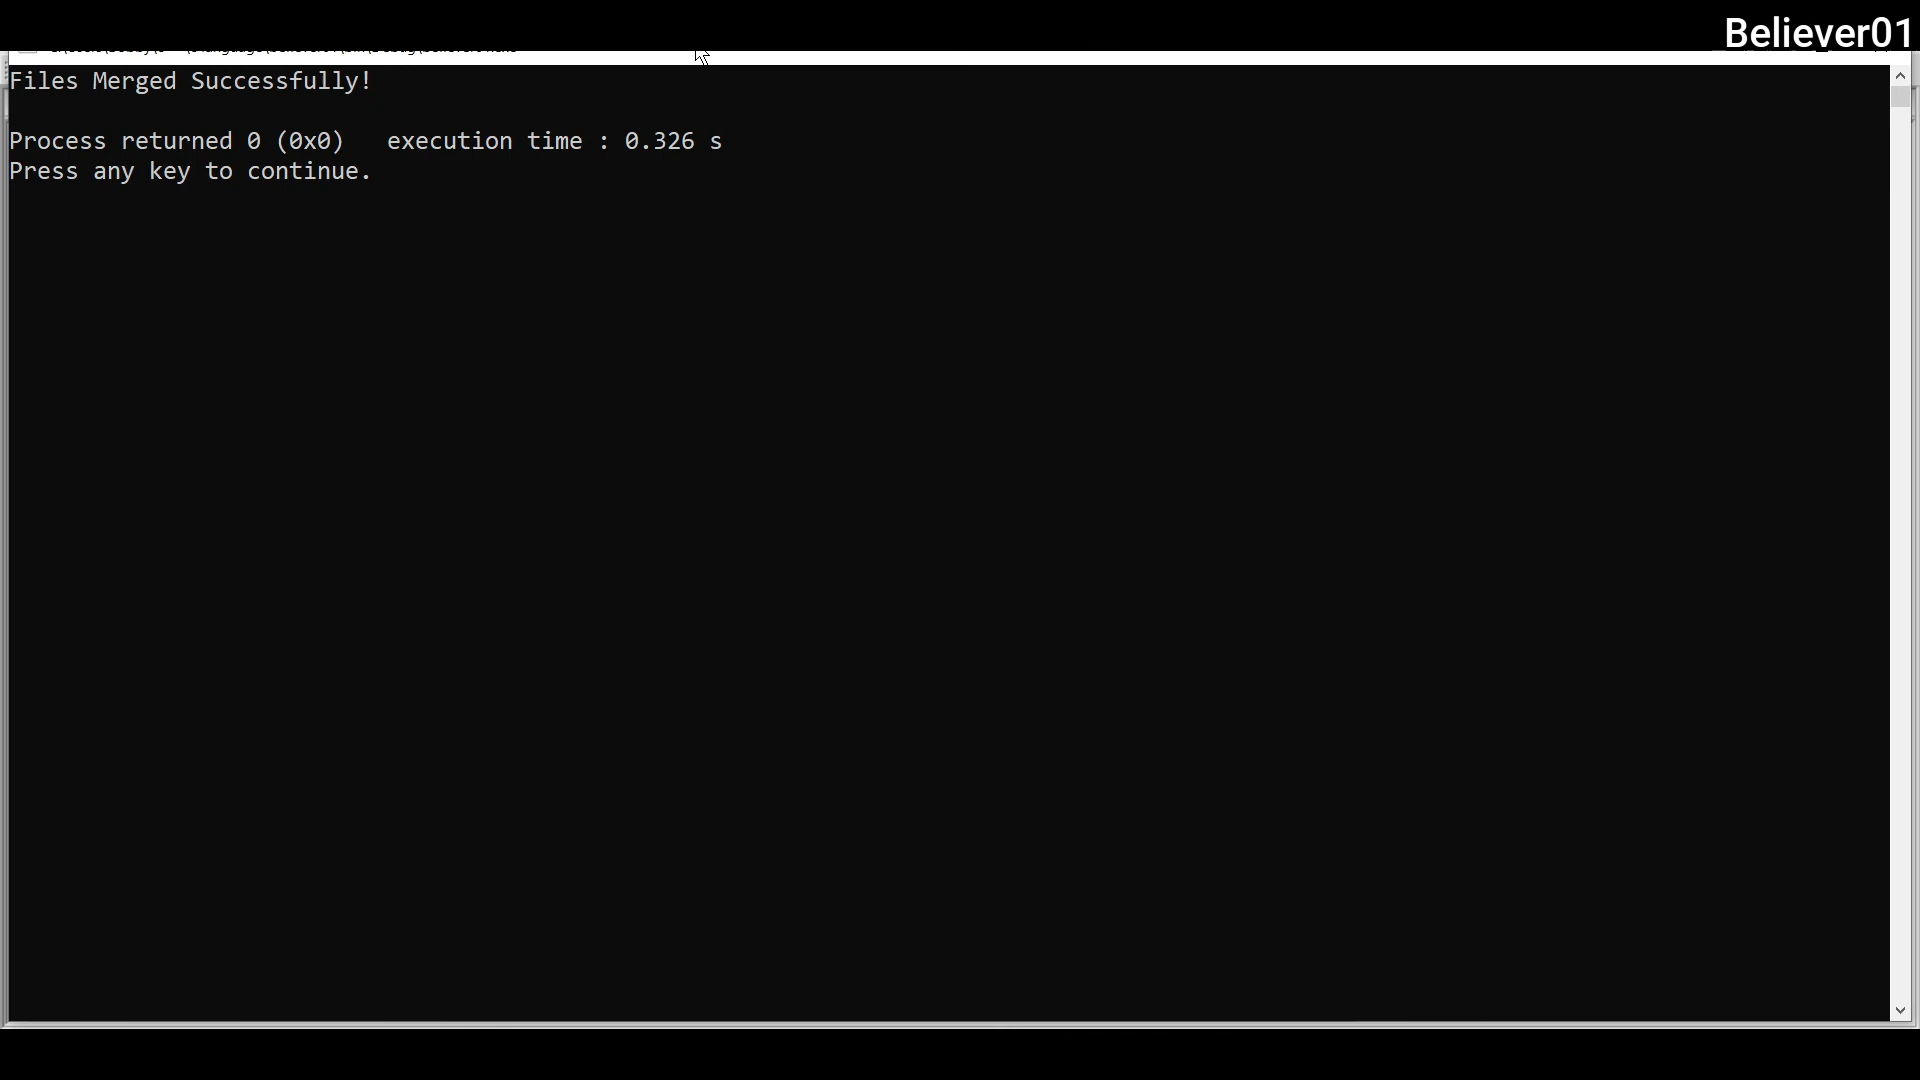 Believer01
Files Merged Successfully!
Process returned 0 (0x0)   execution time : 0.326 s
Press any key to continue.